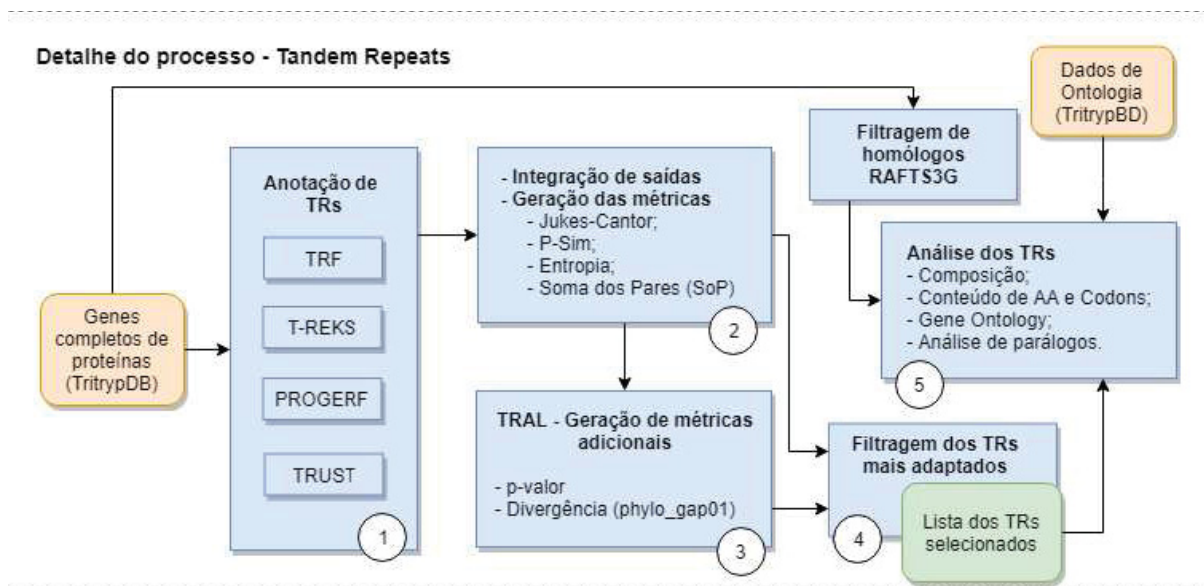 Detalhe do processo - Tandem Repeats
Genes
completos de
proteínas
(TritrypDB)
Anotação de
TRs
TRF
T-REKS
PROGERF
TRUST
1
- Integração de saídas
- Geração das métricas
- Jukes-Cantor;
- P-Sim;
- Entropia;
- Soma dos Pares (SoP)
2
TRAL - Geração de métricas
adicionais
- p-valor
- Divergência (phylo_gap01)
3
Filtragem dos TRs
mais adaptados
4
Lista dos TRs
selecionados
Filtragem de
homólogos
RAFTS3G
Dados de
Ontologia
(TritrypBD)
Análise dos TRs
- Composição;
- Conteúdo de AA e Codons;
- Gene Ontology;
- Análise de parálogos.
5